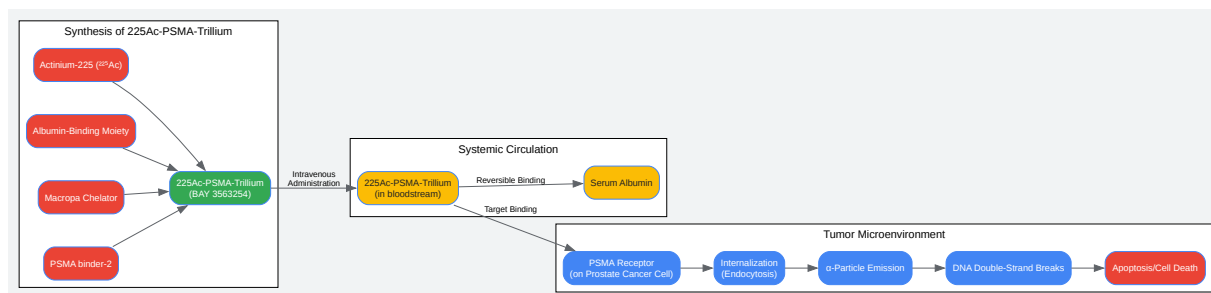 Synthesis of 225Ac-PSMA-Trillium
Actinium-225 (²²⁵Ac)
Albumin-Binding Moiety
Macropa Chelator
PSMA binder-2
225Ac-PSMA-Trillium
(BAY 3563254)
Intravenous
Administration
Systemic Circulation
225Ac-PSMA-Trillium
(in bloodstream)
Reversible Binding
Serum Albumin
Target Binding
Tumor Microenvironment
PSMA Receptor
(on Prostate Cancer Cell)
Internalization
(Endocytosis)
α-Particle Emission
DNA Double-Strand Breaks
Apoptosis/Cell Death